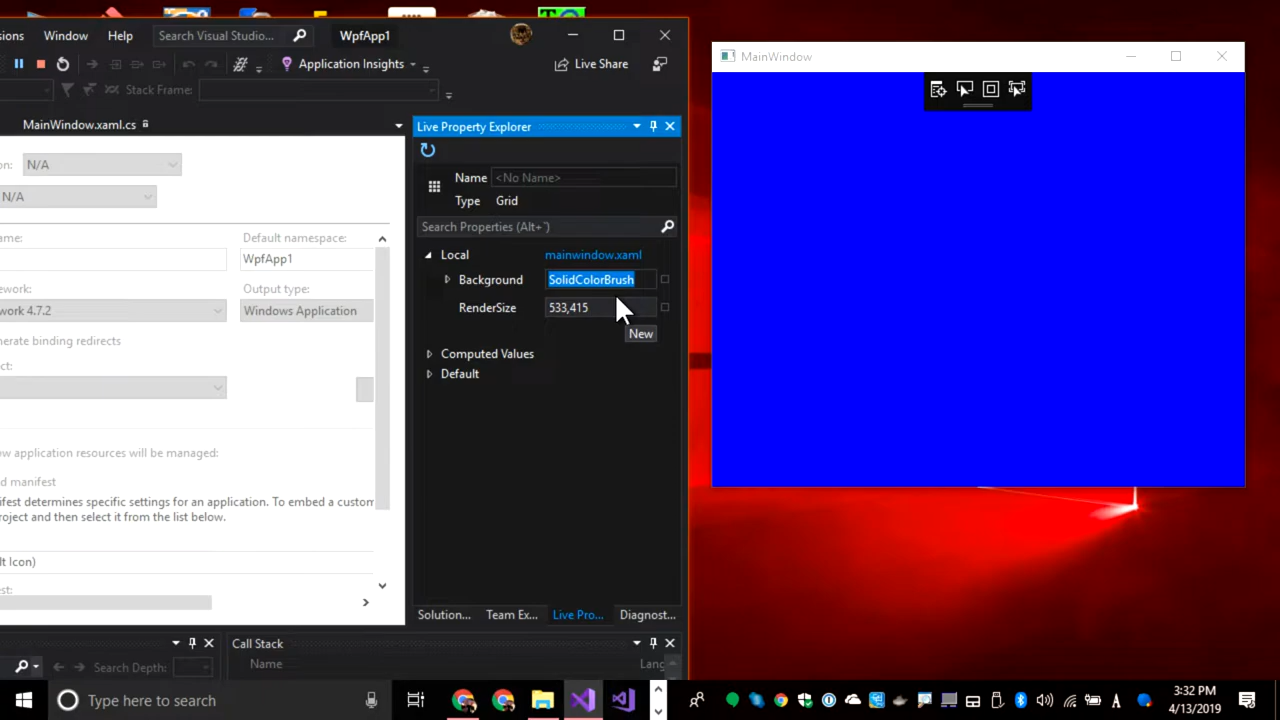 sions Window Help Search Visual Studio... WpfApp1
Application Insights Live Share
Stack Frame:
MainWindow.xaml.cs
on: N/A
N/A
ame: Default namespace:
WpfApp1
ework: Output type:
ework 4.7.2 Windows Application
nerate binding redirects
ect:
ow application resources will be managed:
d manifest
ifest determines specific settings for an application. To embed a custom
roject and then select it from the list below.
lt Icon)
est:
Live Property Explorer
Name <No Name>
Type Grid
Search Properties (Alt+`)
Local mainwindow.xaml
Background SolidColorBrush
RenderSize 533,415
New
Computed Values
Default
Solution... Team Ex... Live Pro... Diagnost...
Search Depth:
Call Stack
Name Lang
MainWindow
Type here to search
3:32 PM
4/13/2019